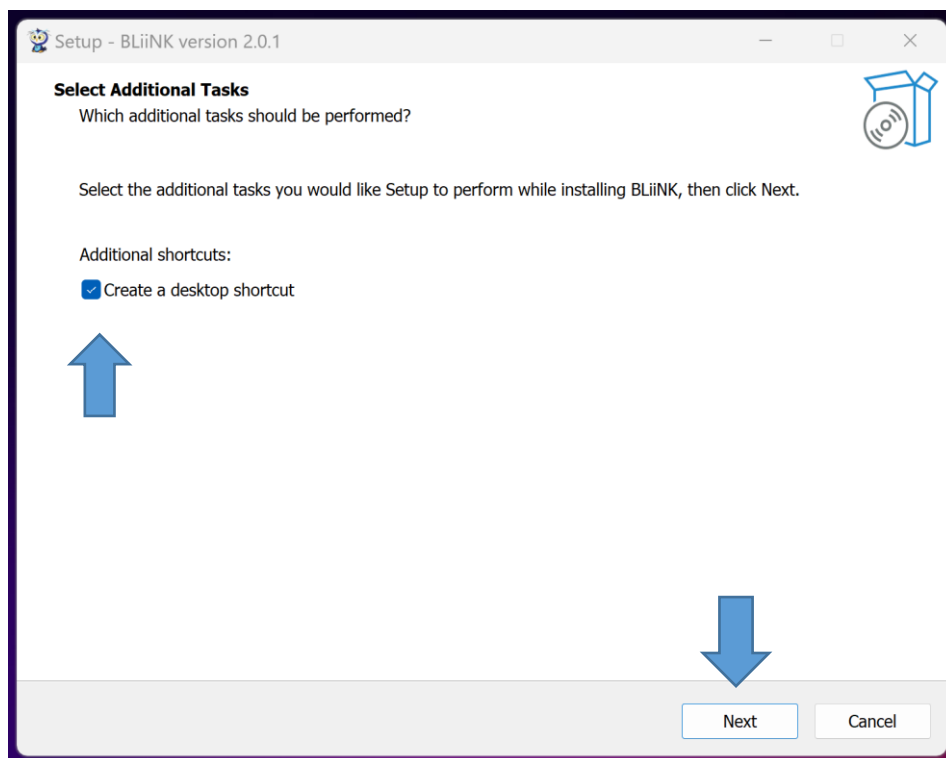 Setup - BLiiNK version 2.0.1
Select Additional Tasks
Which additional tasks should be performed?
Select the additional tasks you would like Setup to perform while installing BLiiNK, then click Next.
Additional shortcuts:
Create a desktop shortcut
Next
Cancel